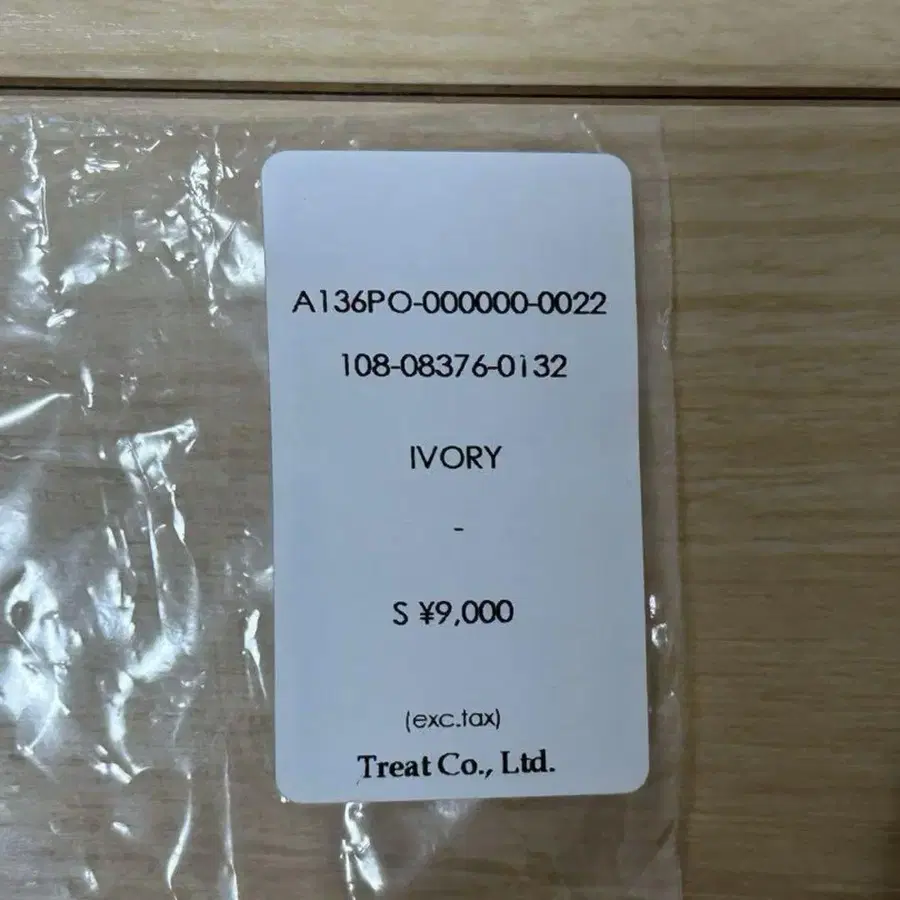 A136PO-000000-0022
108-08376-0132
IVORY
-
S ¥9,000
(exc.tax)
Treat Co., Ltd.